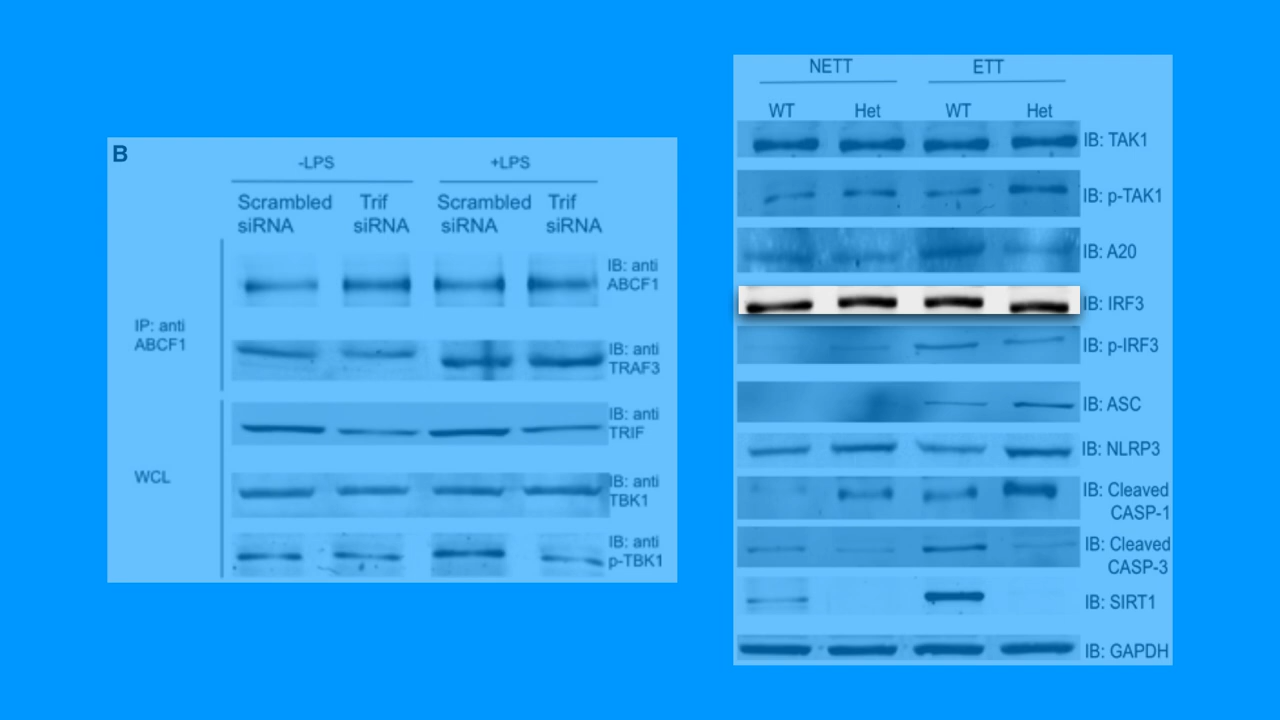 B
-LPS +LPS
Scrambled siRNA Trif siRNA Scrambled siRNA Trif siRNA
IP: anti ABCF1
IB: anti ABCF1
IB: anti TRAF3
WCL
IB: anti TRIF
IB: anti TBK1
IB: anti p-TBK1
NETT ETT
WT Het WT Het
IB: TAK1
IB: p-TAK1
IB: A20
IB: IRF3
IB: p-IRF3
IB: ASC
IB: NLRP3
IB: Cleaved
CASP-1
IB: Cleaved
CASP-3
IB: SIRT1
IB: GAPDH